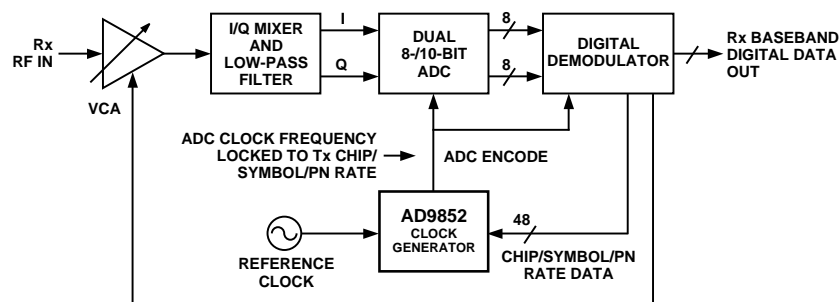 Rx
RF IN
VCA
I/Q MIXER
AND
LOW-PASS
FILTER
I
Q
DUAL
8-/10-BIT
ADC
8
8
DIGITAL
DEMODULATOR
Rx BASEBAND
DIGITAL DATA
OUT
ADC CLOCK FREQUENCY
LOCKED TO Tx CHIP/
SYMBOL/PN RATE
ADC ENCODE
AD9852
CLOCK
GENERATOR
48
CHIP/SYMBOL/PN
RATE DATA
REFERENCE
CLOCK